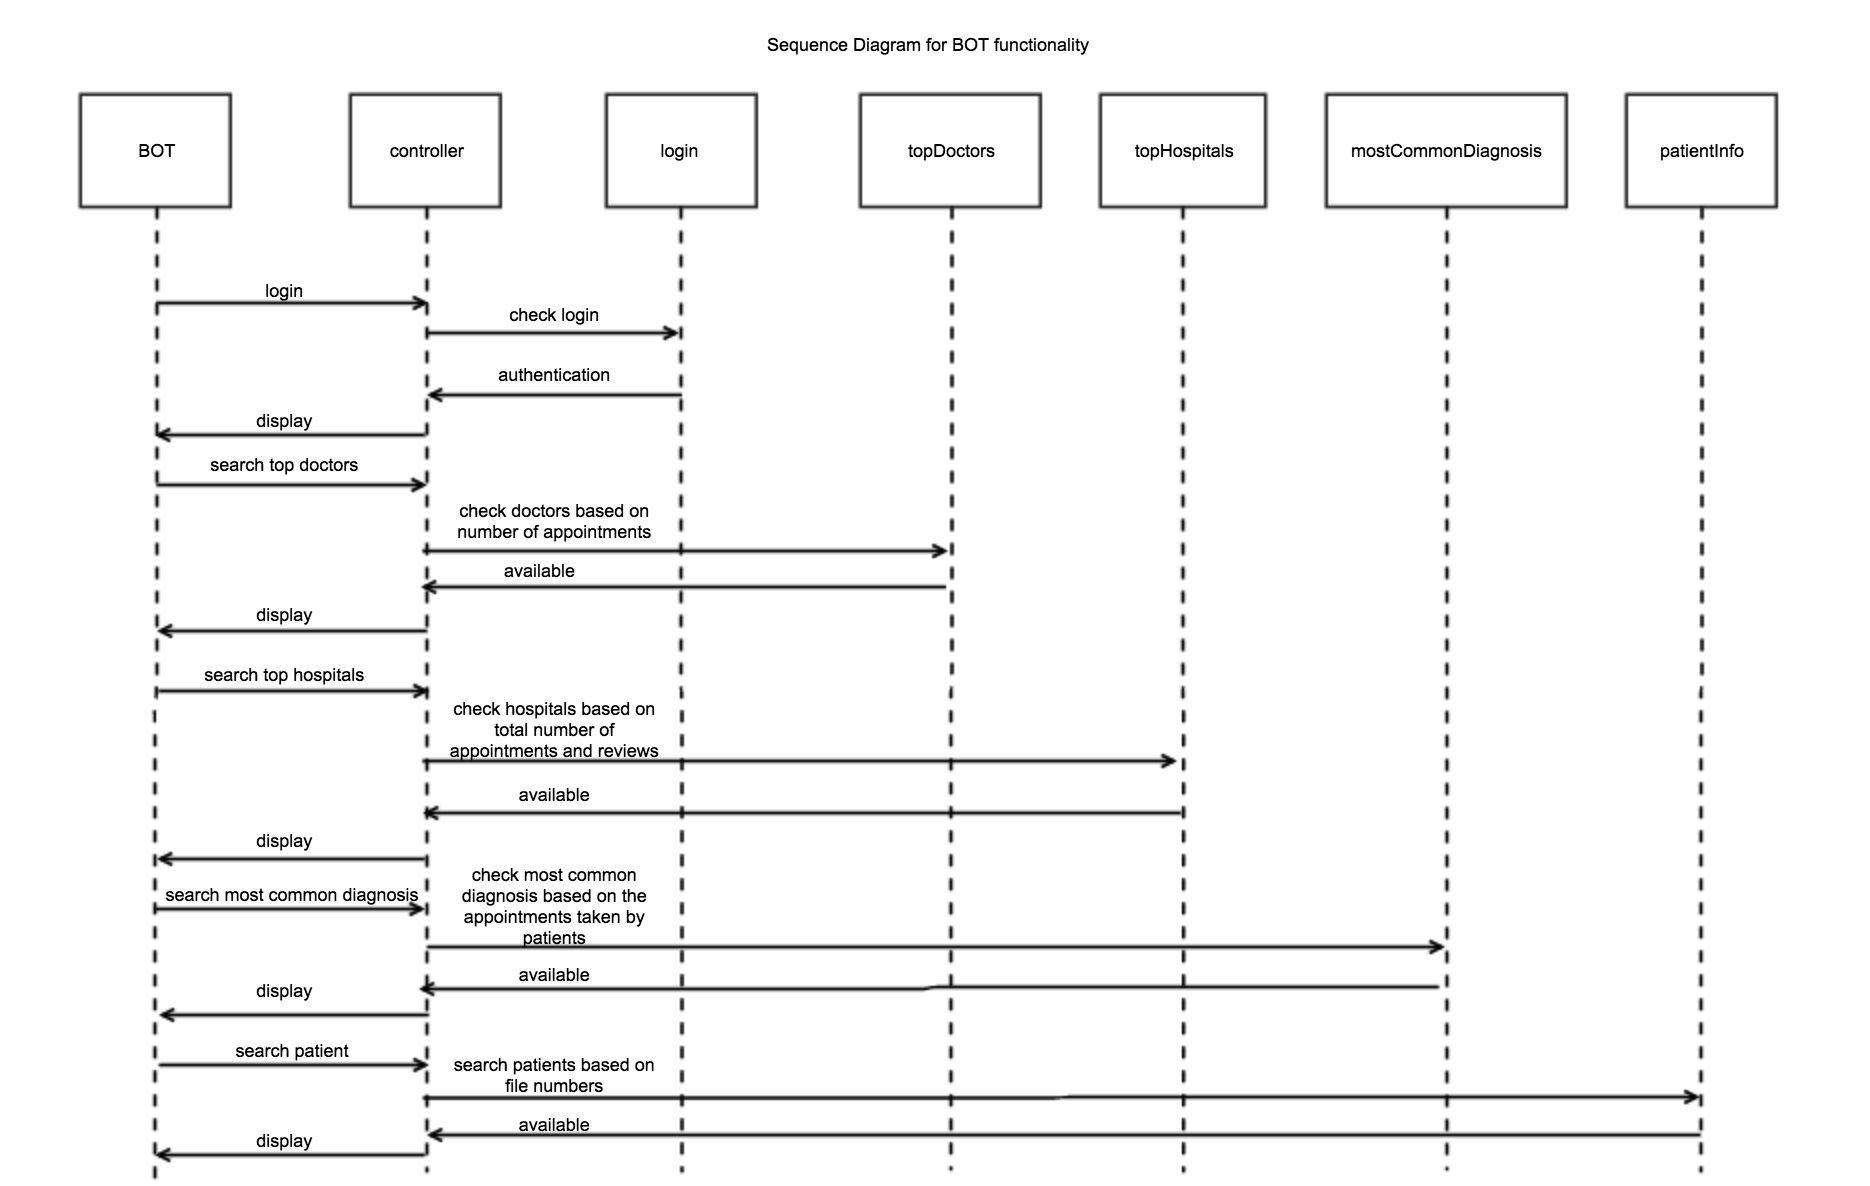 Sequence Diagram for BOT functionality
BOT
controller
login
topDoctors
topHospitals
mostCommonDiagnosis
patientInfo
login
check login
authentication
display
search top doctors
check doctors based on
number of appointments
available
display
search top hospitals
check hospitals based on
total number of
appointments and reviews
available
display
search most common diagnosis
check most common
diagnosis based on the
appointments taken by
patients
available
display
search patient
search patients based on
file numbers
available
display